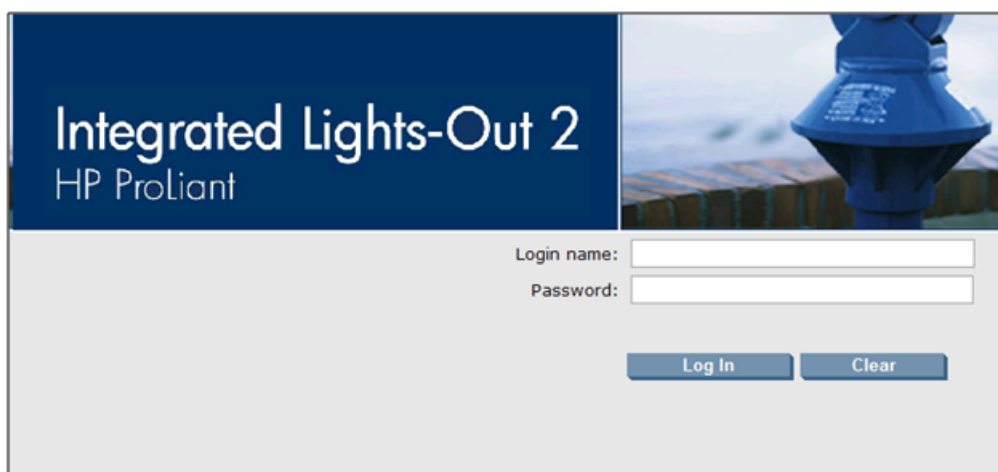 Integrated Lights-Out 2
HP ProLiant
Login name:
Password:
Log In
Clear